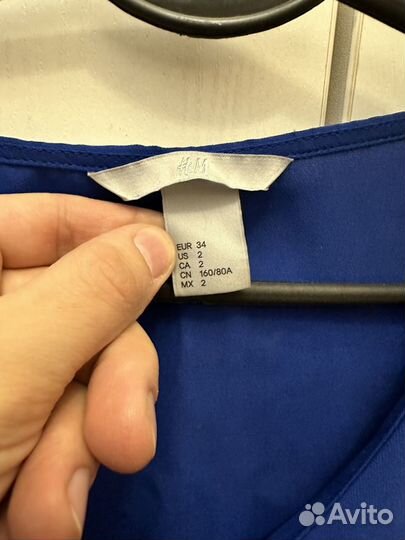 H&M
EUR 34
US 2
CA 2
CN 160/80A
MX 2
Avito